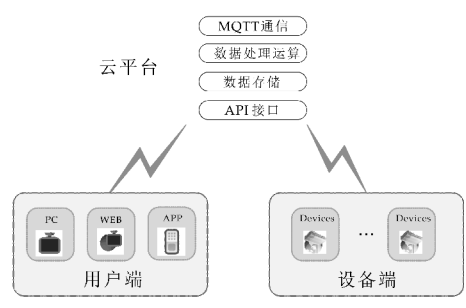 MQTT通信
数据处理运算
云平台
数据存储
API接口
PC
WEB
APP
用户端
Devices
...
Devices
设备端